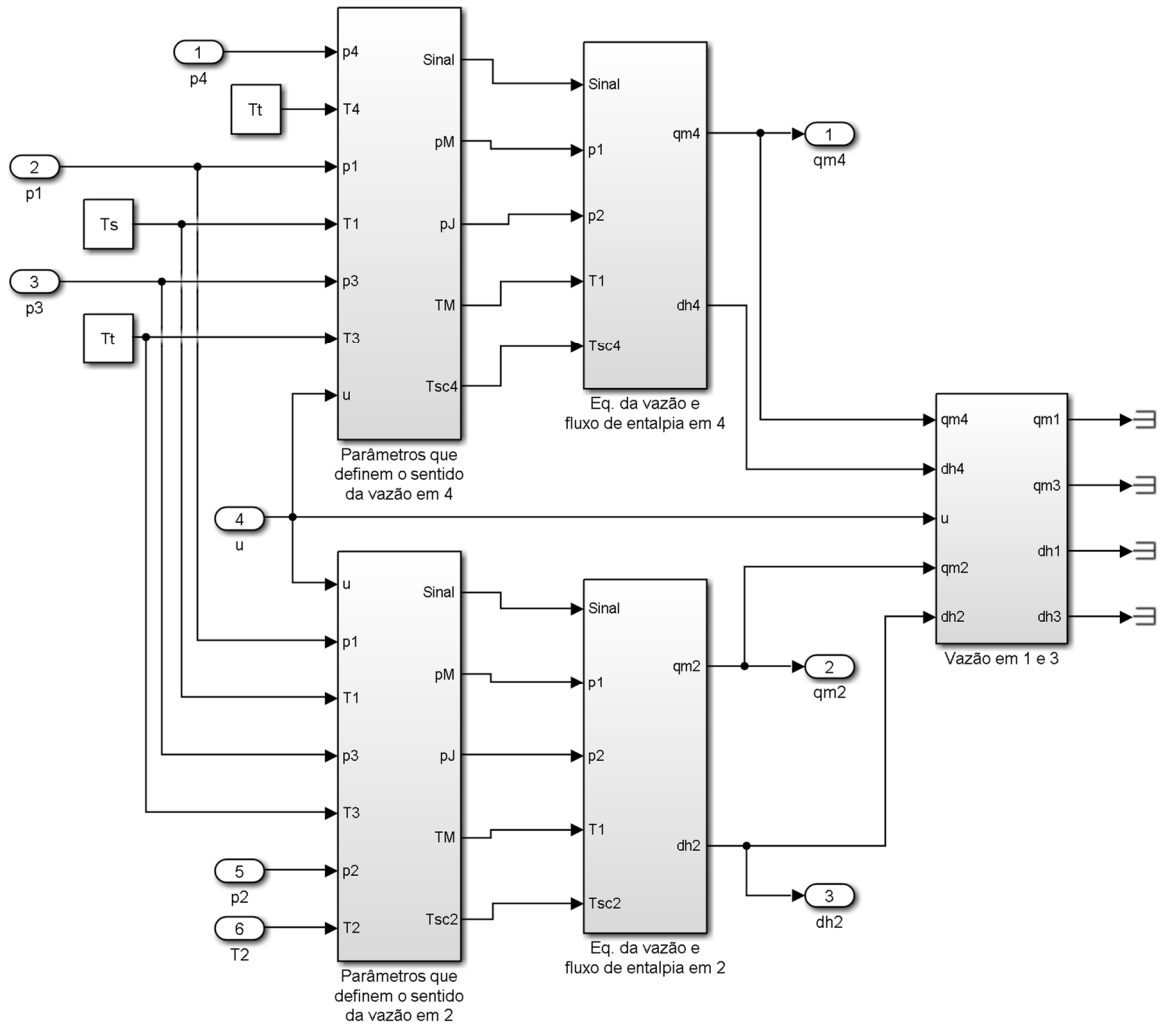 1
p4
Tt
2
p1
Ts
3
p3
Tt
p4
T4
p1
T1
p3
T3
u
Sinal
pM
pJ
TM
Tsc4
Parâmetros que
definem o sentido
da vazão em 4
Sinal
p1
p2
T1
Tsc4
qm4
dh4
Eq. da vazão e
fluxo de entalpia em 4
1
qm4
4
u
5
p2
6
T2
u
p1
T1
p3
T3
p2
T2
Sinal
pM
pJ
TM
Tsc2
Parâmetros que
definem o sentido
da vazão em 2
Sinal
p1
p2
T1
Tsc2
qm2
dh2
Eq. da vazão e
fluxo de entalpia em 2
2
qm2
3
dh2
qm4
dh4
u
qm2
dh2
qm1
qm3
dh1
dh3
Vazão em 1 e 3